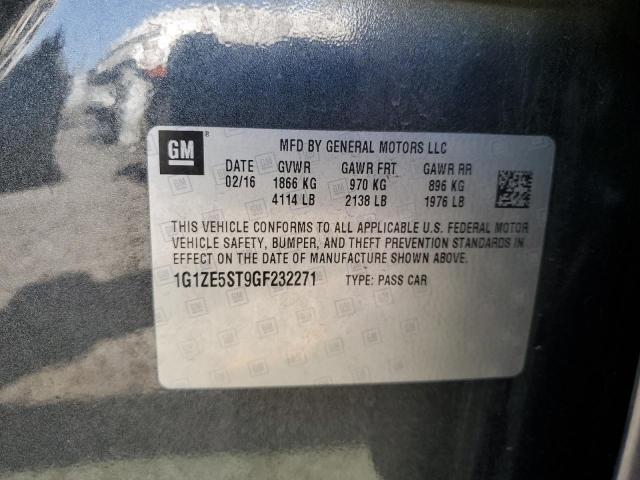 GM ® MFD BY GENERAL MOTORS LLC
DATE GVWR GAWR FRT GAWR RR
02/16 1866 KG 970 KG 896 KG
4114 LB 2138 LB 1976 LB
THIS VEHICLE CONFORMS TO ALL APPLICABLE U.S. FEDERAL MOTOR
VEHICLE SAFETY, BUMPER, AND THEFT PREVENTION STANDARDS IN
EFFECT ON THE DATE OF MANUFACTURE SHOWN ABOVE.
1G1ZE5ST9GF232271 TYPE: PASS CAR